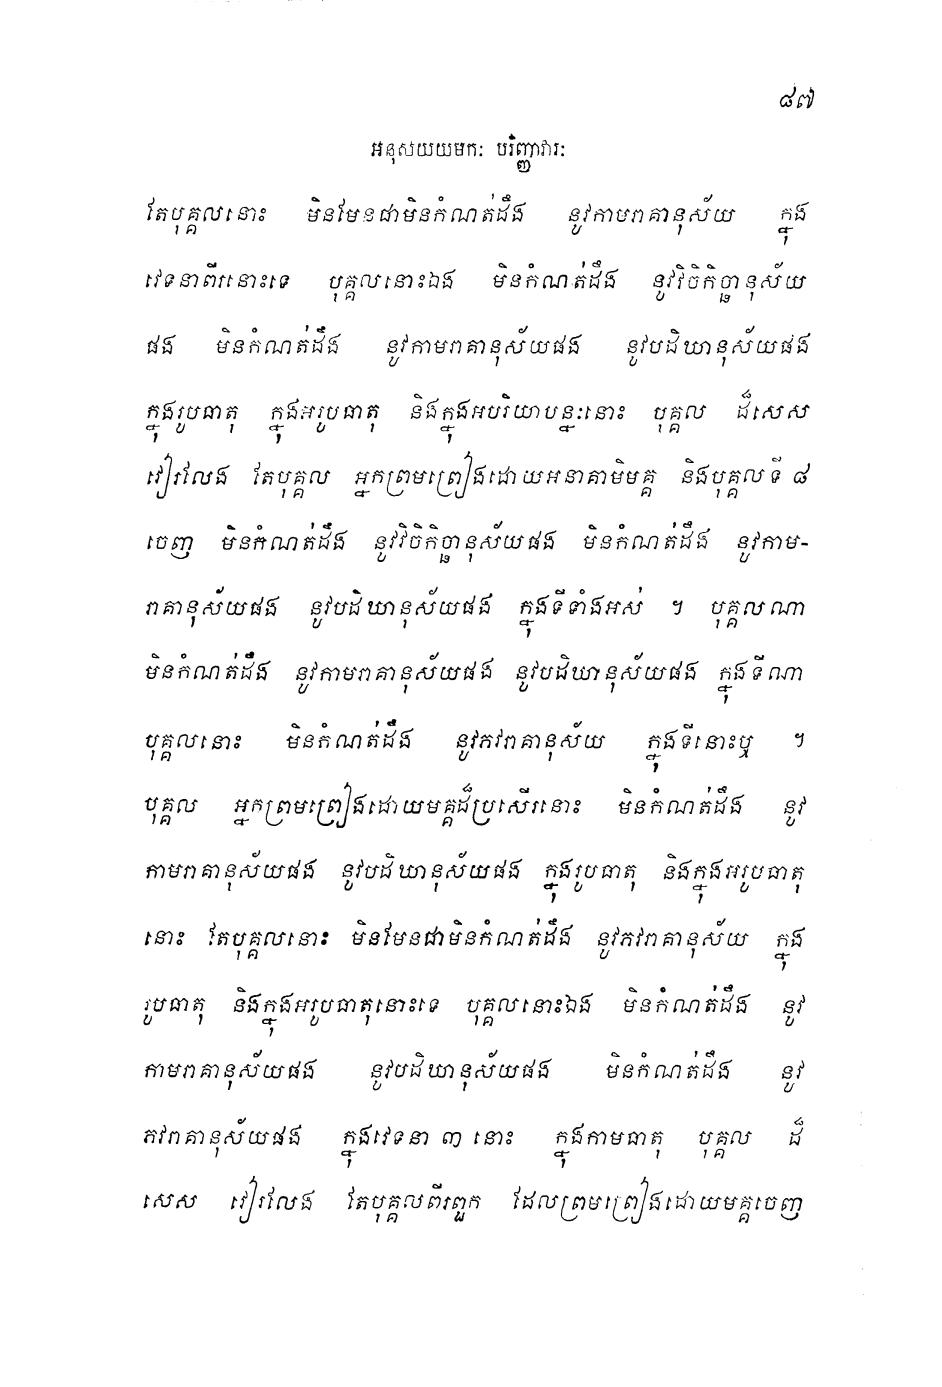 ៨៧
អនុសយយមកៈ បរិញ្ញាវារៈ
តែបុគ្គលនោះ មិនមែនជាមិនកំណត់ដឹង នូវកាមរាគានុស័យ ក្នុង
វេទនាពីរនោះទេ បុគ្គលនោះឯង មិនកំណត់ដឹង នូវវិចិកិច្ឆានុស័យ
ផង មិនកំណត់ដឹង នូវកាមរាគានុស័យផង នូវបដិឃានុស័យផង
ក្នុងរូបធាតុ ក្នុងអរូបធាតុ និងក្នុងអបរិយាបន្នៈនោះ បុគ្គល ដ៏សេស
វៀរលែង តែបុគ្គល អ្នកព្រមព្រៀងដោយអនាគាមិមគ្គ និងបុគ្គលទី ៨
ចេញ មិនកំណត់ដឹង នូវវិចិកិច្ឆានុស័យផង មិនកំណត់ដឹង នូវកាម-
រាគានុស័យផង នូវបដិឃានុស័យផង ក្នុងទីទាំងអស់ ។ បុគ្គលណា
មិនកំណត់ដឹង នូវកាមរាគានុស័យផង នូវបដិឃានុស័យផង ក្នុងទីណា
បុគ្គលនោះ មិនកំណត់ដឹង នូវភវរាគានុស័យ ក្នុងទីនោះឬ ។
បុគ្គល អ្នកព្រមព្រៀងដោយមគ្គដ៏ប្រសើរនោះ មិនកំណត់ដឹង នូវ
កាមរាគានុស័យផង នូវបដិឃានុស័យផង ក្នុងរូបធាតុ និងក្នុងអរូបធាតុ
នោះ តែបុគ្គលនោះ មិនមែនជាមិនកំណត់ដឹង នូវភវរាគានុស័យ ក្នុង
រូបធាតុ និងក្នុងអរូបធាតុនោះទេ បុគ្គលនោះឯង មិនកំណត់ដឹង នូវ
កាមរាគានុស័យផង នូវបដិឃានុស័យផង មិនកំណត់ដឹង នូវ
ភវរាគានុស័យផង ក្នុងវេទនា ៣ នោះ ក្នុងកាមធាតុ បុគ្គល ដ៏
សេស វៀរលែង តែបុគ្គលពីរពួក ដែលព្រមព្រៀងដោយមគ្គចេញ